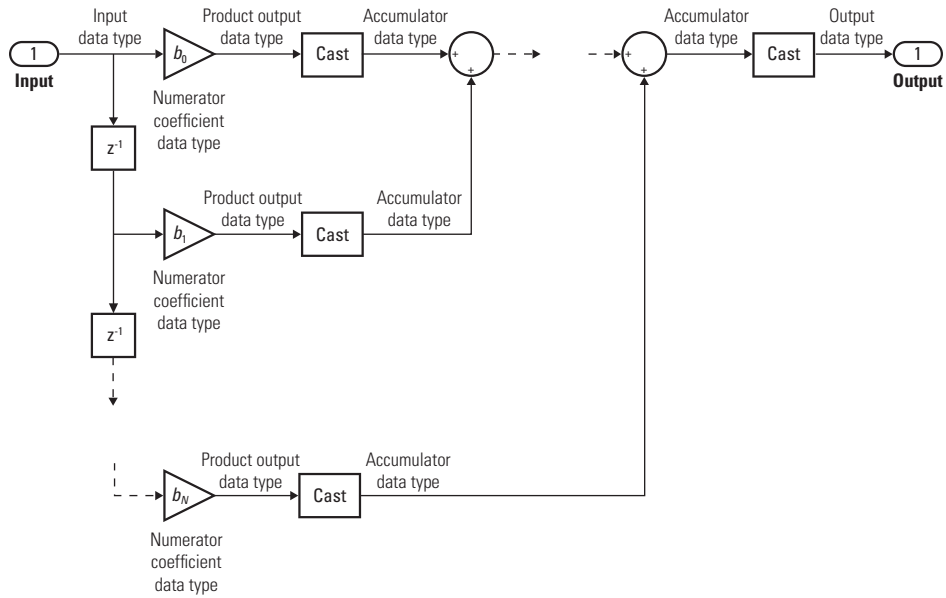 Input
data type
Product output
data type
Accumulator
data type
Accumulator
data type
Output
data type
1
Input
b0
Cast
+
+
+
+
Cast
1
Output
Numerator
coefficient
data type
z-1
Product output
data type
Accumulator
data type
b1
Cast
Numerator
coefficient
data type
z-1
Product output
data type
Accumulator
data type
bN
Cast
Numerator
coefficient
data type